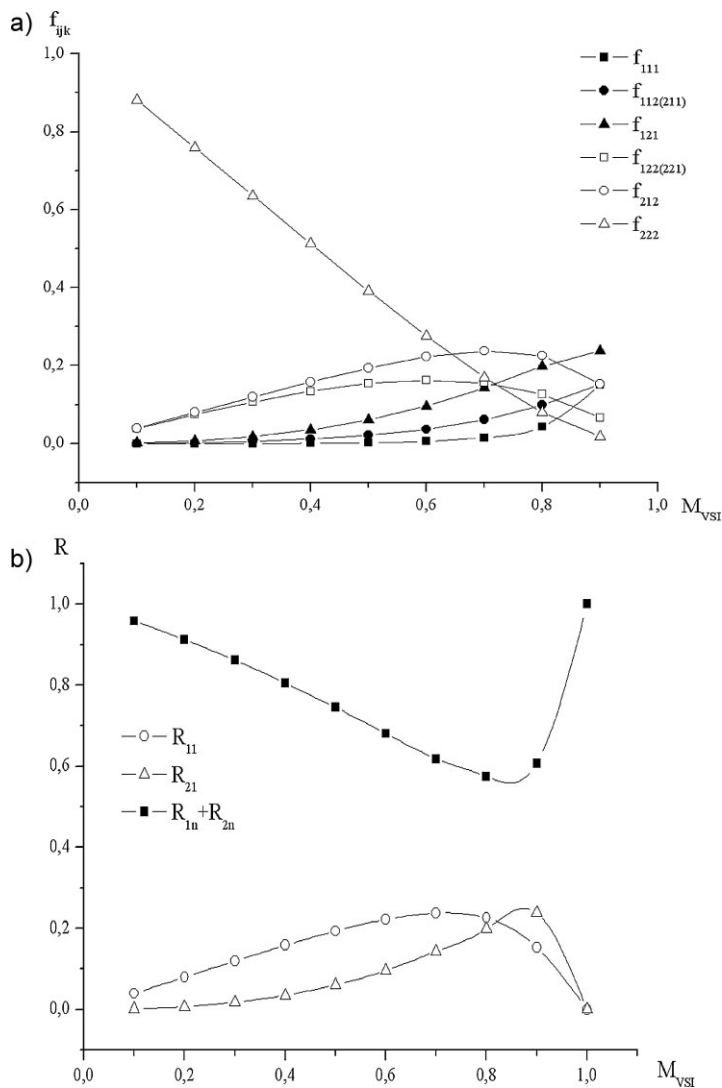 a)
f_ijk
1,0
0,8
0,6
0,4
0,2
0,0
0,0 0,2 0,4 0,6 0,8 1,0
M_VSI
f_111
f_112(211)
f_121
f_122(221)
f_212
f_222
b)
R
1,0
0,8
0,6
0,4
0,2
0,0
R_11
R_21
R_1n+R_2n
0,0 0,2 0,4 0,6 0,8 1,0
M_VSI